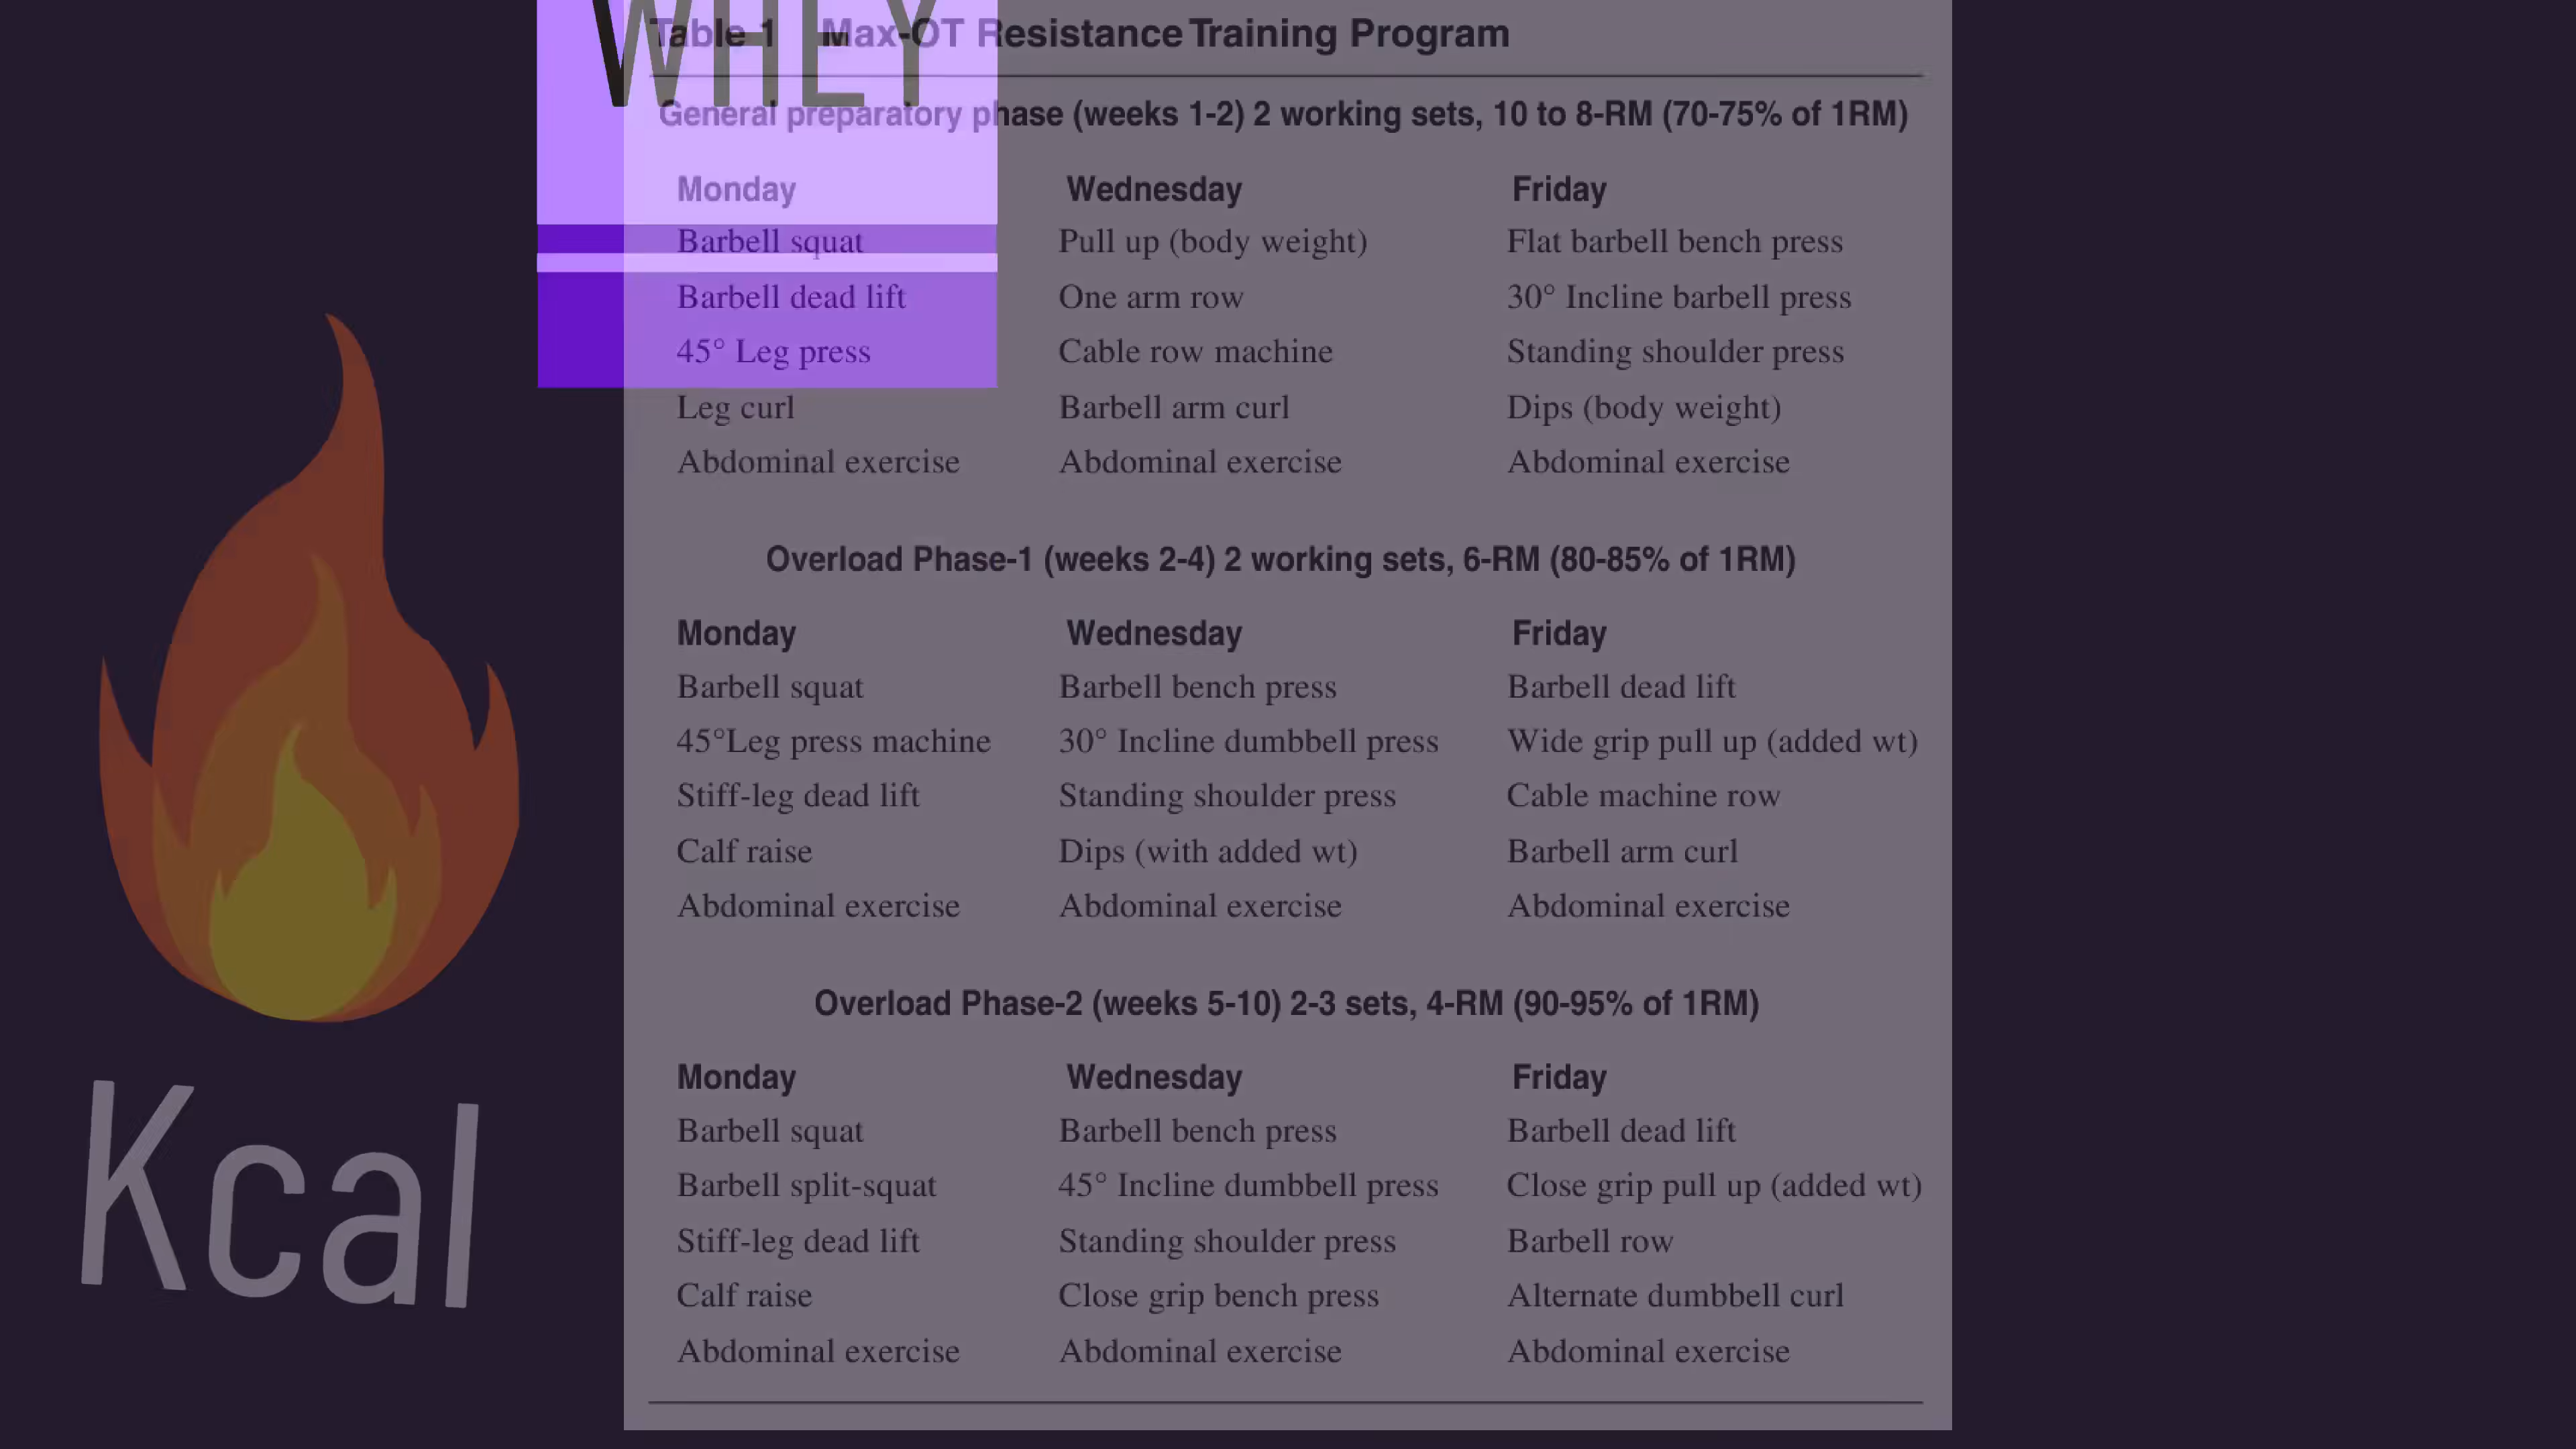 WHEY
Table 1 Max-OT Resistance Training Program
General preparatory phase (weeks 1-2) 2 working sets, 10 to 8-RM (70-75% of 1RM)
Monday Wednesday Friday
Barbell squat Pull up (body weight) Flat barbell bench press
Barbell dead lift One arm row 30° Incline barbell press
45° Leg press Cable row machine Standing shoulder press
Leg curl Barbell arm curl Dips (body weight)
Abdominal exercise Abdominal exercise Abdominal exercise
Overload Phase-1 (weeks 2-4) 2 working sets, 6-RM (80-85% of 1RM)
Monday Wednesday Friday
Barbell squat Barbell bench press Barbell dead lift
45°Leg press machine 30° Incline dumbbell press Wide grip pull up (added wt)
Stiff-leg dead lift Standing shoulder press Cable machine row
Calf raise Dips (with added wt) Barbell arm curl
Abdominal exercise Abdominal exercise Abdominal exercise
Overload Phase-2 (weeks 5-10) 2-3 sets, 4-RM (90-95% of 1RM)
Monday Wednesday Friday
Barbell squat Barbell bench press Barbell dead lift
Barbell split-squat 45° Incline dumbbell press Close grip pull up (added wt)
Stiff-leg dead lift Standing shoulder press Barbell row
Calf raise Close grip bench press Alternate dumbbell curl
Abdominal exercise Abdominal exercise Abdominal exercise
Kcal